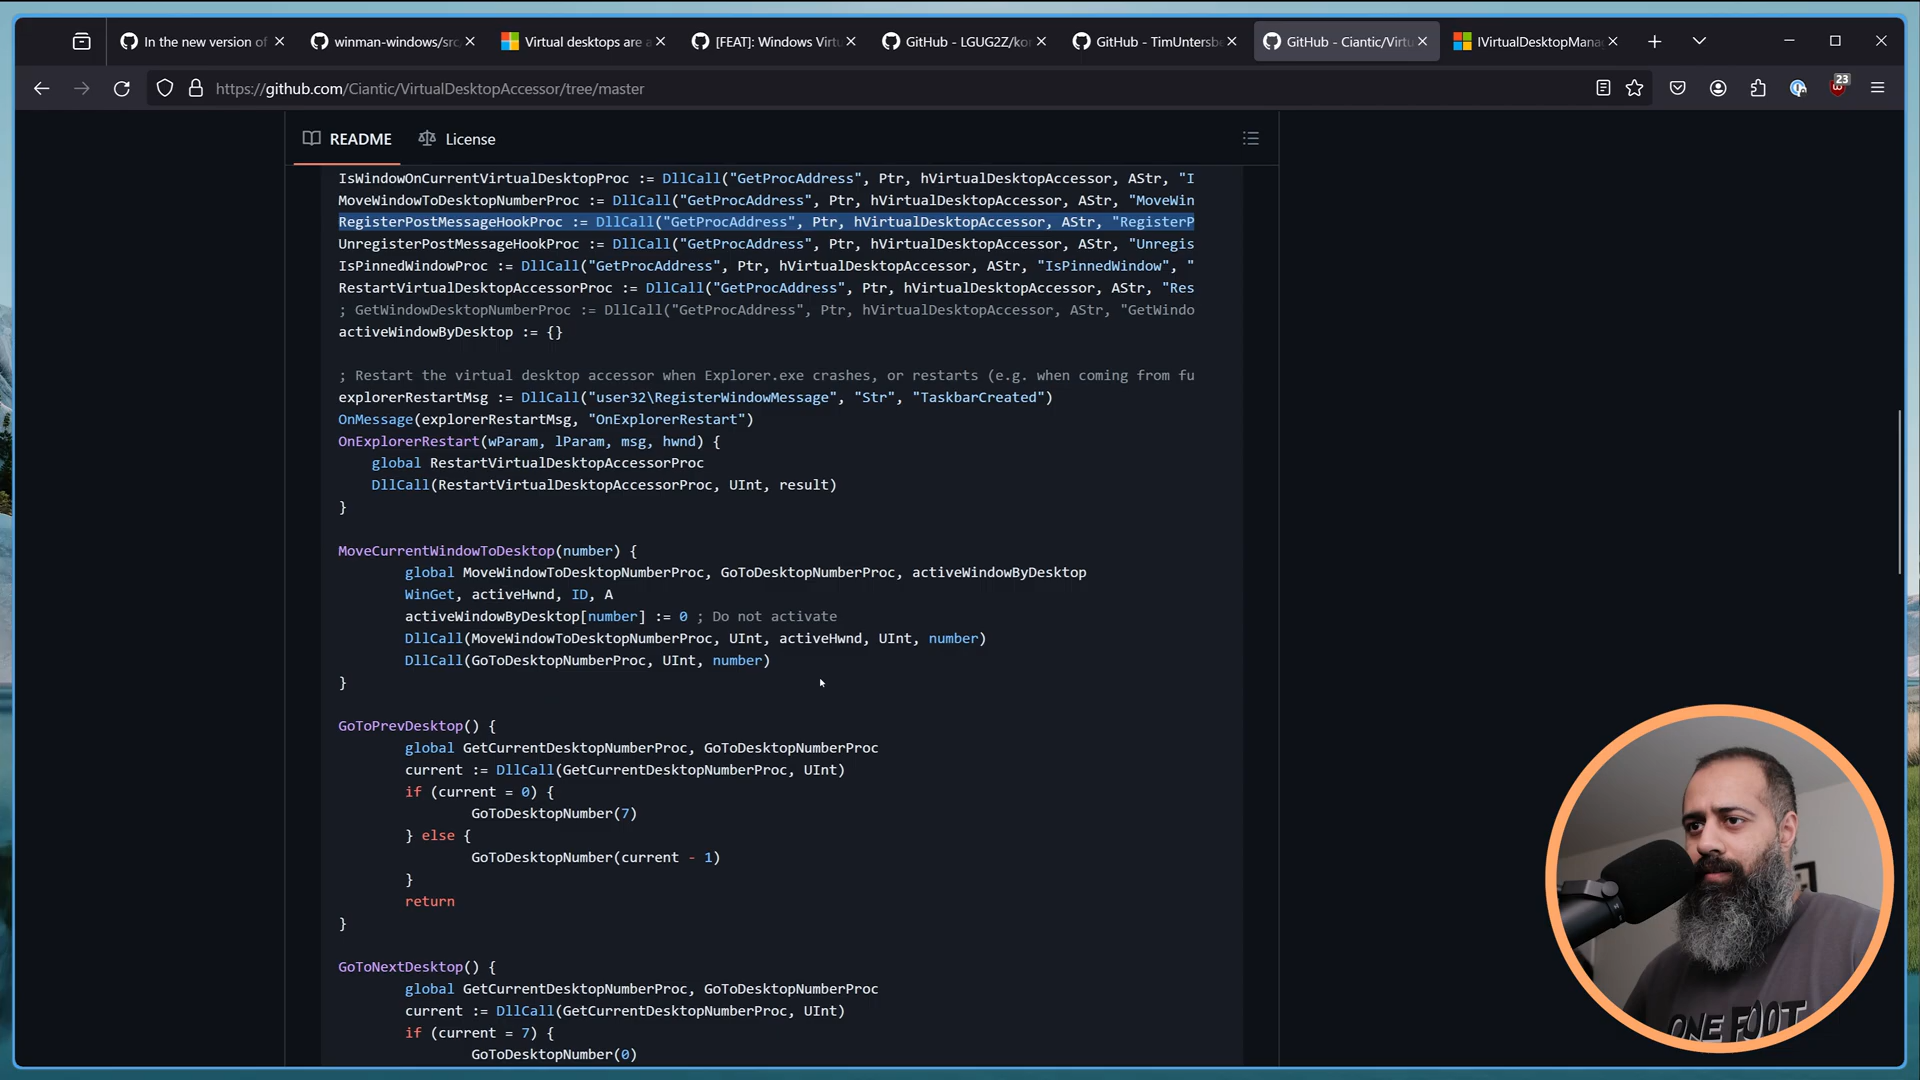 In the new version of
winman-windows/src,
Virtual desktops are a
[FEAT]: Windows Virtu
GitHub - LGUG2Z/kor
GitHub - TimUntersbe
GitHub - Ciantic/Virtu
IVirtualDesktopManag
https://github.com/Ciantic/VirtualDesktopAccessor/tree/master
23
README
License
IsWindowOnCurrentVirtualDesktopProc := DllCall("GetProcAddress", Ptr, hVirtualDesktopAccessor, AStr, "I
MoveWindowToDesktopNumberProc := DllCall("GetProcAddress", Ptr, hVirtualDesktopAccessor, AStr, "MoveWin
RegisterPostMessageHookProc := DllCall("GetProcAddress", Ptr, hVirtualDesktopAccessor, AStr, "RegisterP
UnregisterPostMessageHookProc := DllCall("GetProcAddress", Ptr, hVirtualDesktopAccessor, AStr, "Unregis
IsPinnedWindowProc := DllCall("GetProcAddress", Ptr, hVirtualDesktopAccessor, AStr, "IsPinnedWindow", "
RestartVirtualDesktopAccessorProc := DllCall("GetProcAddress", Ptr, hVirtualDesktopAccessor, AStr, "Res
; GetWindowDesktopNumberProc := DllCall("GetProcAddress", Ptr, hVirtualDesktopAccessor, AStr, "GetWindo
activeWindowByDesktop := {}
; Restart the virtual desktop accessor when Explorer.exe crashes, or restarts (e.g. when coming from fu
explorerRestartMsg := DllCall("user32\RegisterWindowMessage", "Str", "TaskbarCreated")
OnMessage(explorerRestartMsg, "OnExplorerRestart")
OnExplorerRestart(wParam, lParam, msg, hwnd) {
global RestartVirtualDesktopAccessorProc
DllCall(RestartVirtualDesktopAccessorProc, UInt, result)
}
MoveCurrentWindowToDesktop(number) {
global MoveWindowToDesktopNumberProc, GoToDesktopNumberProc, activeWindowByDesktop
WinGet, activeHwnd, ID, A
activeWindowByDesktop[number] := 0 ; Do not activate
DllCall(MoveWindowToDesktopNumberProc, UInt, activeHwnd, UInt, number)
DllCall(GoToDesktopNumberProc, UInt, number)
}
GoToPrevDesktop() {
global GetCurrentDesktopNumberProc, GoToDesktopNumberProc
current := DllCall(GetCurrentDesktopNumberProc, UInt)
if (current = 0) {
GoToDesktopNumber(7)
} else {
GoToDesktopNumber(current - 1)
}
return
}
GoToNextDesktop() {
global GetCurrentDesktopNumberProc, GoToDesktopNumberProc
current := DllCall(GetCurrentDesktopNumberProc, UInt)
if (current = 7) {
GoToDesktopNumber(0)
ONE FOOT